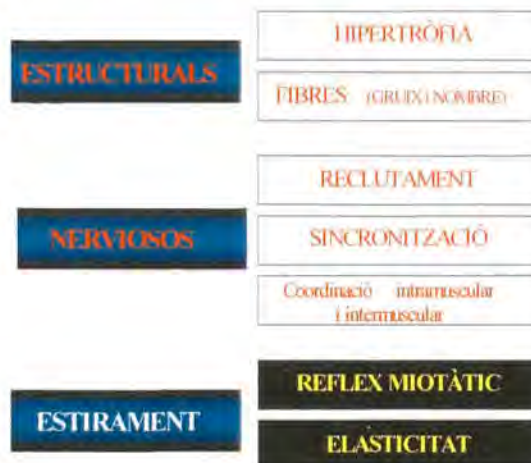 ESTRUCTURALS
HIPERTRÒFIA
FIBRES (GRUIX I NOMBRE)
NERVIOSOS
RECLUTAMENT
SINCRONITZACIÓ
Coordinació intramuscular
i intermuscular
ESTIRAMENT
REFLEX MIOTÀTIC
ELASTICITAT